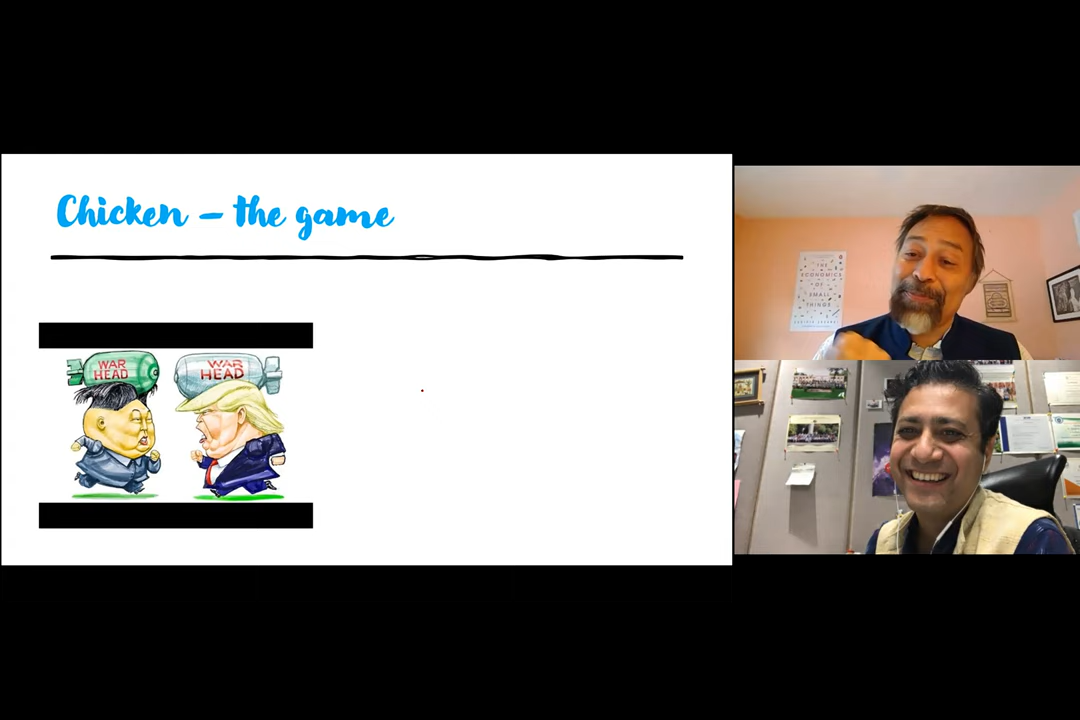 Chicken – the game
WAR
HEAD
WAR
HEAD
THE
ECONOMICS
OF
SMALL
THINGS